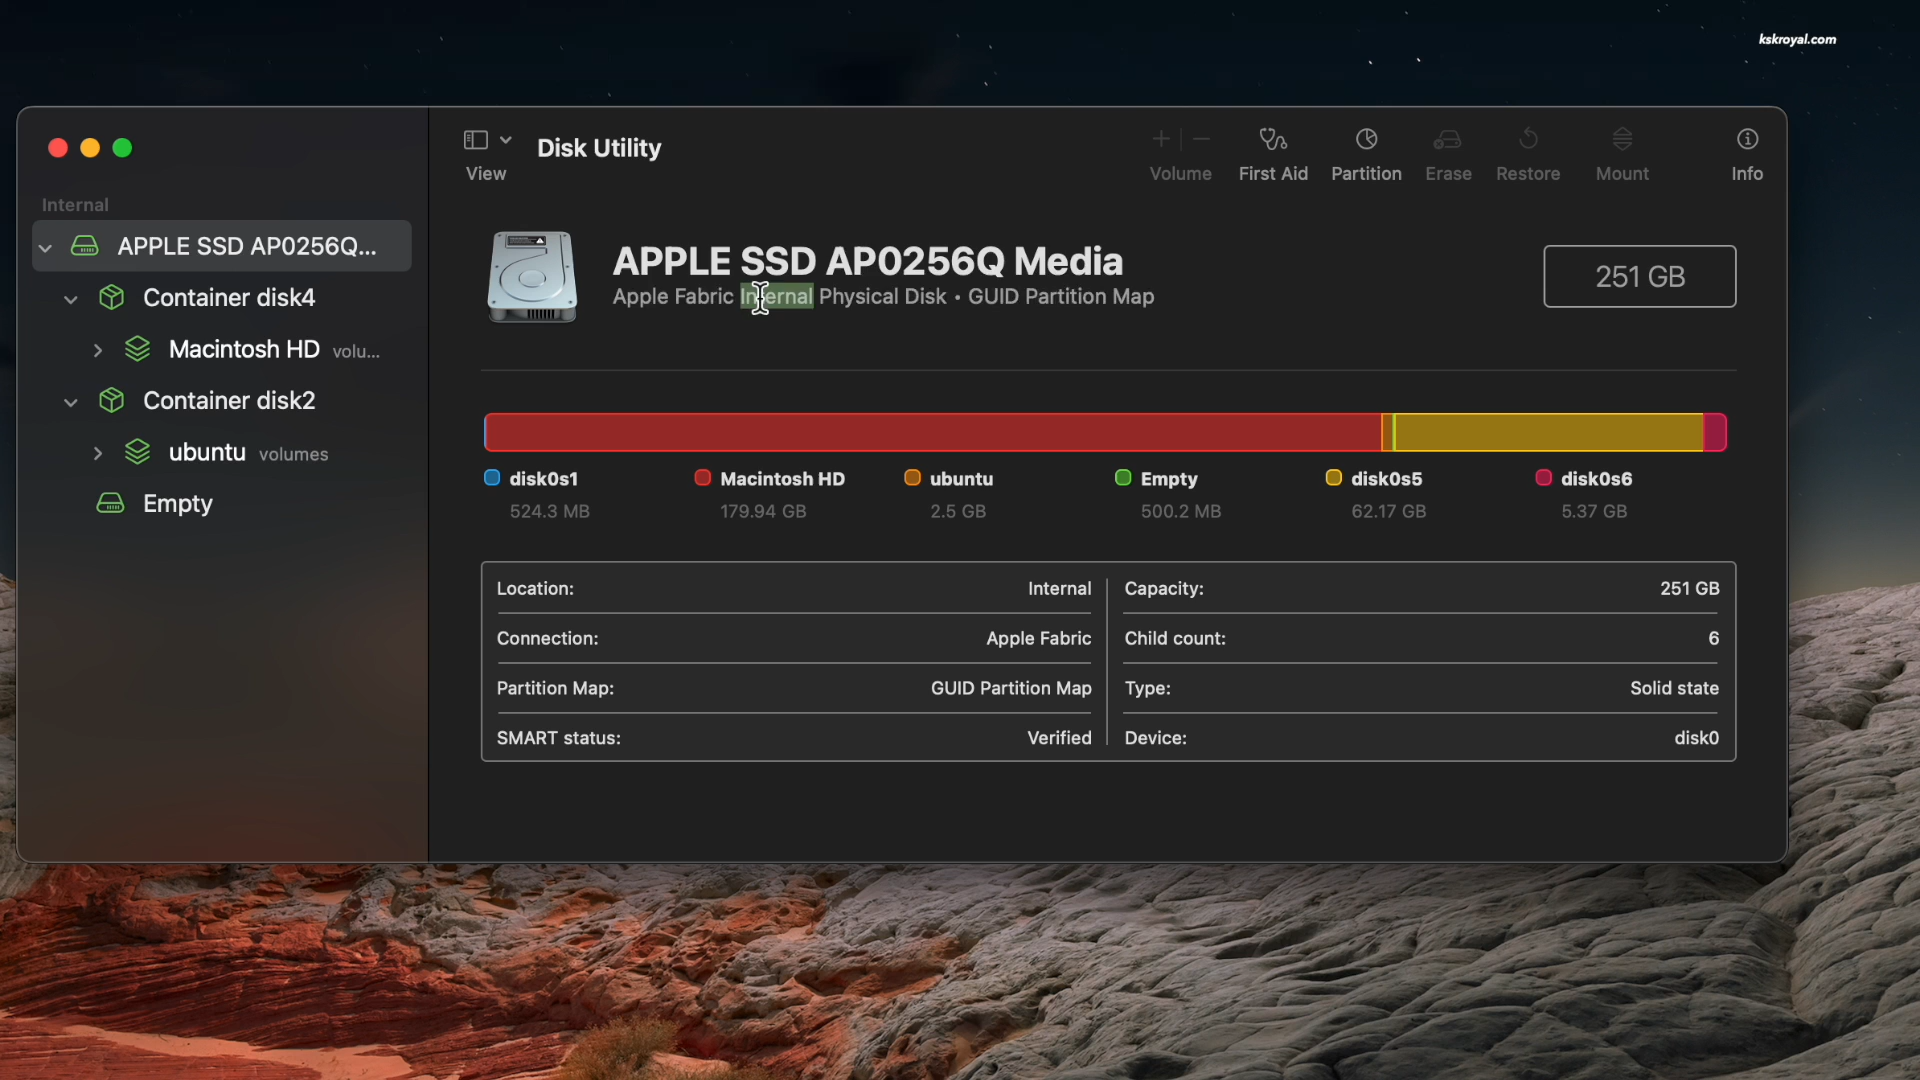 kskroyal.com
View
Disk Utility
Volume
First Aid
Partition
Erase
Restore
Mount
Info
Internal
APPLE SSD AP0256Q...
Container disk4
Macintosh HD volu...
Container disk2
ubuntu volumes
Empty
APPLE SSD AP0256Q Media
Apple Fabric Internal Physical Disk • GUID Partition Map
251 GB
disk0s1
524.3 MB
Macintosh HD
179.94 GB
ubuntu
2.5 GB
Empty
500.2 MB
disk0s5
62.17 GB
disk0s6
5.37 GB
Location: Internal
Connection: Apple Fabric
Partition Map: GUID Partition Map
SMART status: Verified
Capacity: 251 GB
Child count: 6
Type: Solid state
Device: disk0